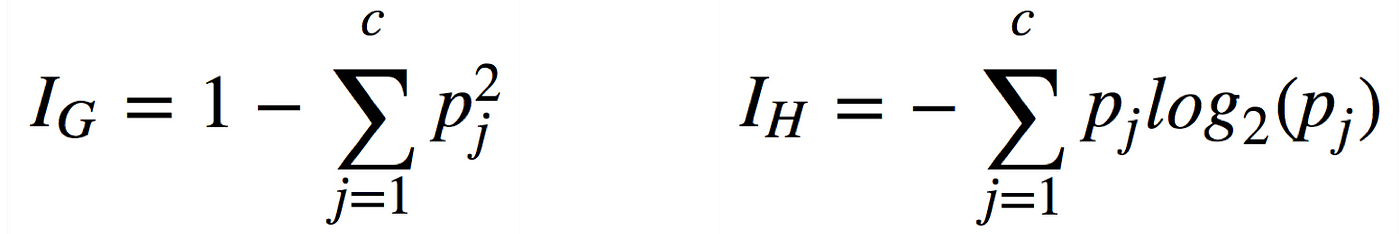 I_G = 1 − ∑_{j=1}^{c} p_j^2
I_H = − ∑_{j=1}^{c} p_j log_2(p_j)